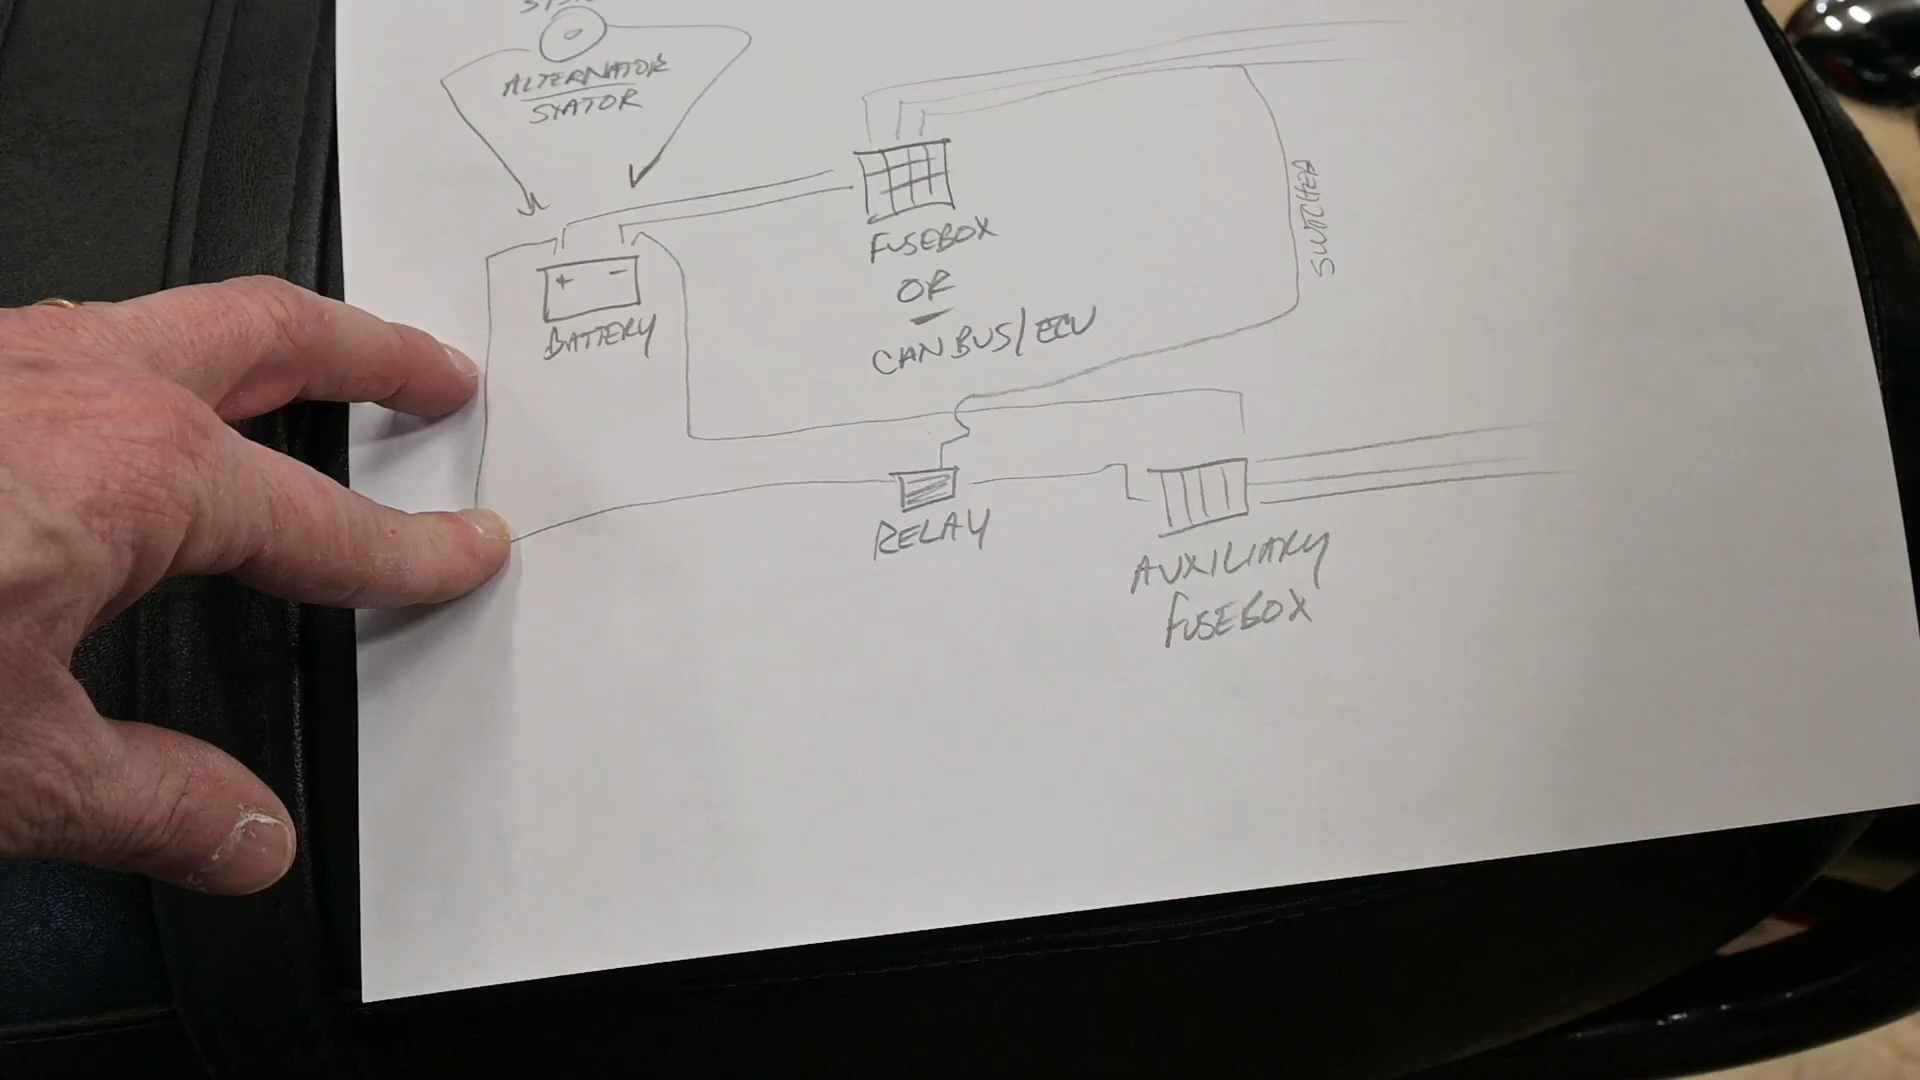 ALTERNATOR
STATOR
+ -
BATTERY
FUSEBOX
OR
CANBUS/ECU
SWITCHED
RELAY
AUXILIARY
FUSEBOX